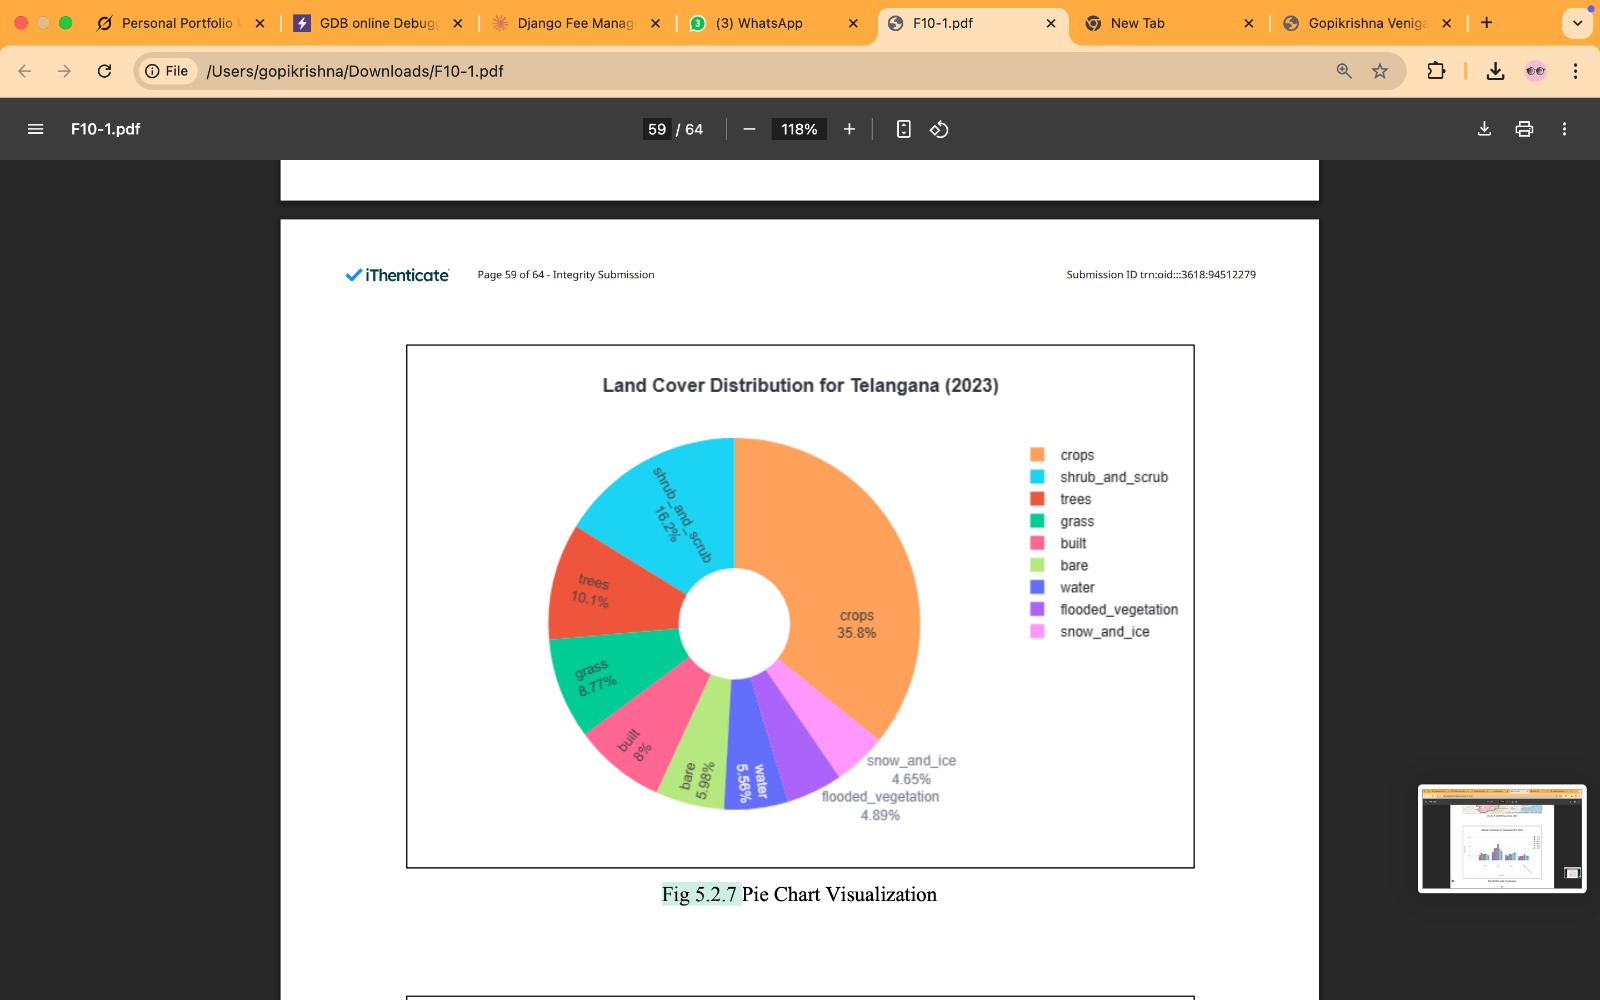 Personal Portfolio
GDB online Debug
Django Fee Manag
(3) WhatsApp
F10-1.pdf
New Tab
Gopikrishna Veniga
File
/Users/gopikrishna/Downloads/F10-1.pdf
F10-1.pdf
59 / 64
118%
iThenticate
Page 59 of 64 - Integrity Submission
Submission ID trn:oid:::3618:94512279
Land Cover Distribution for Telangana (2023)
shrub_and_scrub
16.2%
trees
10.1%
grass
8.77%
built
8%
bare
5.98%
water
5.56%
crops
35.8%
snow_and_ice
4.65%
flooded_vegetation
4.89%
crops
shrub_and_scrub
trees
grass
built
bare
water
flooded_vegetation
snow_and_ice
Fig 5.2.7 Pie Chart Visualization